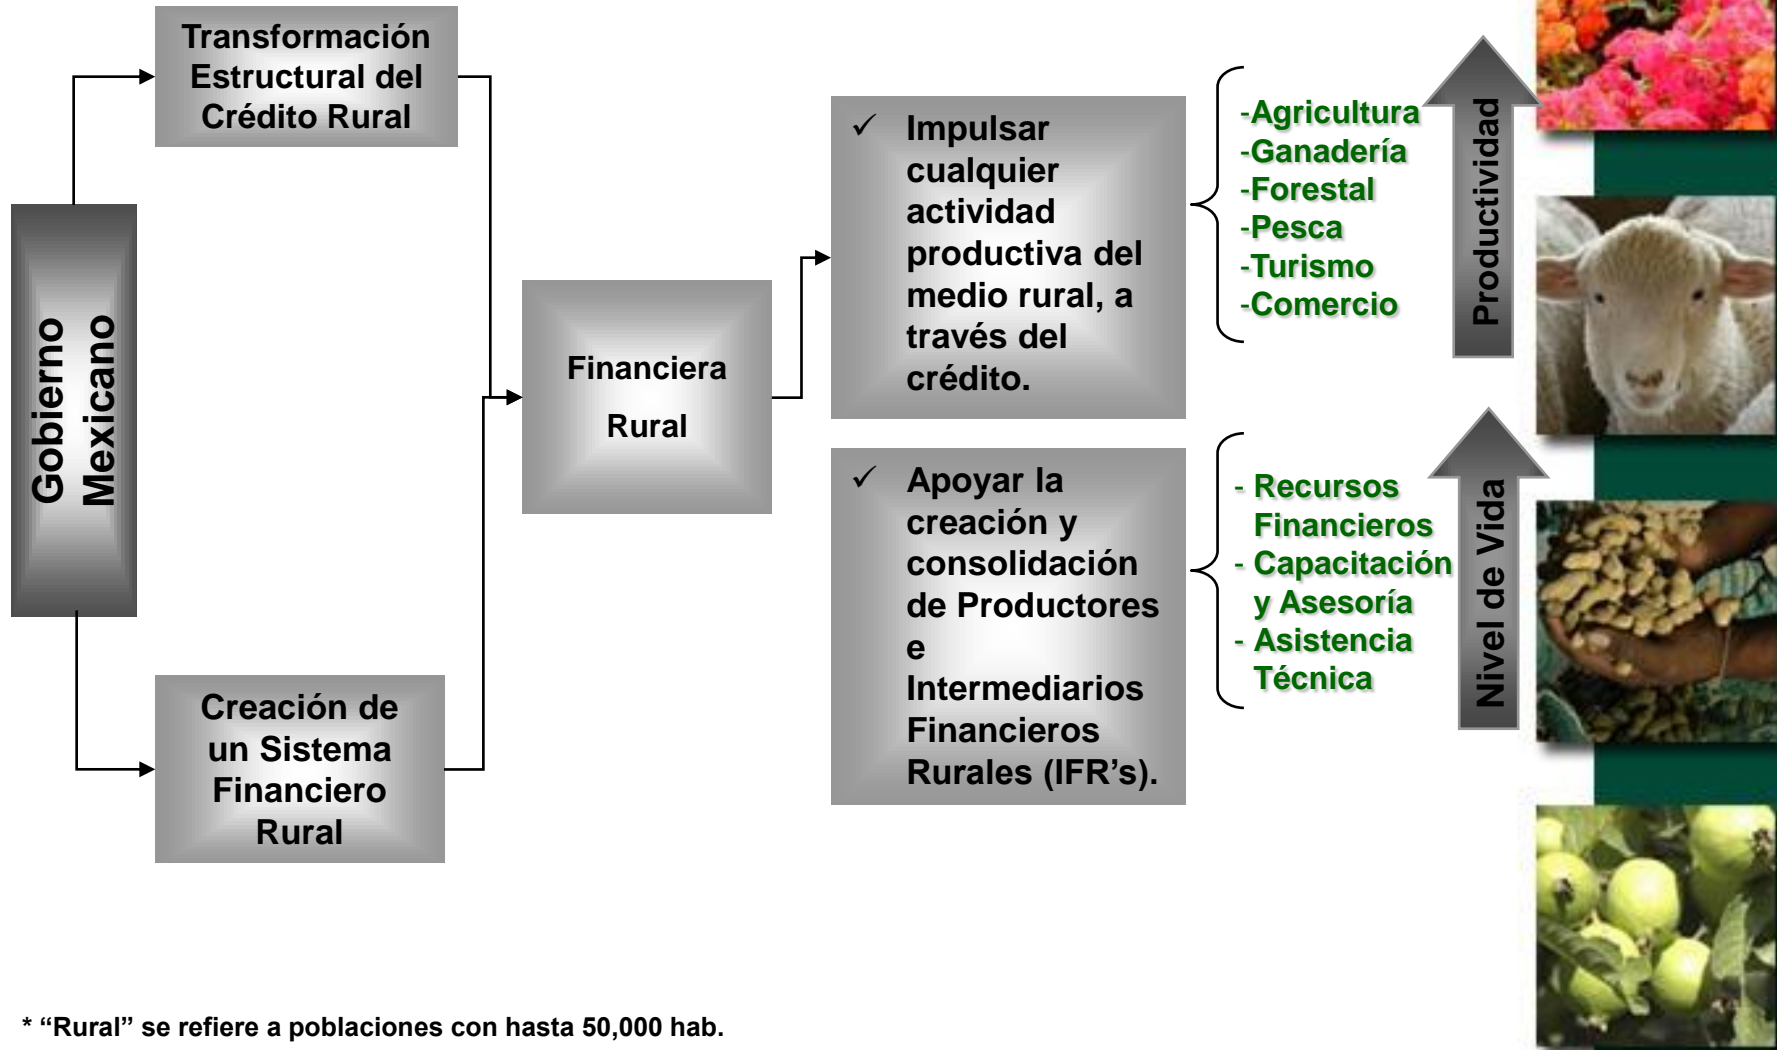 Transformación
Estructural del
Crédito Rural
Gobierno
Mexicano
Creación de
un Sistema
Financiero
Rural
Financiera
Rural
✓ Impulsar
cualquier
actividad
productiva del
medio rural, a
través del
crédito.
-Agricultura
-Ganadería
-Forestal
-Pesca
-Turismo
-Comercio
Productividad
✓ Apoyar la
creación y
consolidación
de Productores
e
Intermediarios
Financieros
Rurales (IFR’s).
- Recursos
Financieros
- Capacitación
y Asesoría
- Asistencia
Técnica
Nivel de Vida
* “Rural” se refiere a poblaciones con hasta 50,000 hab.